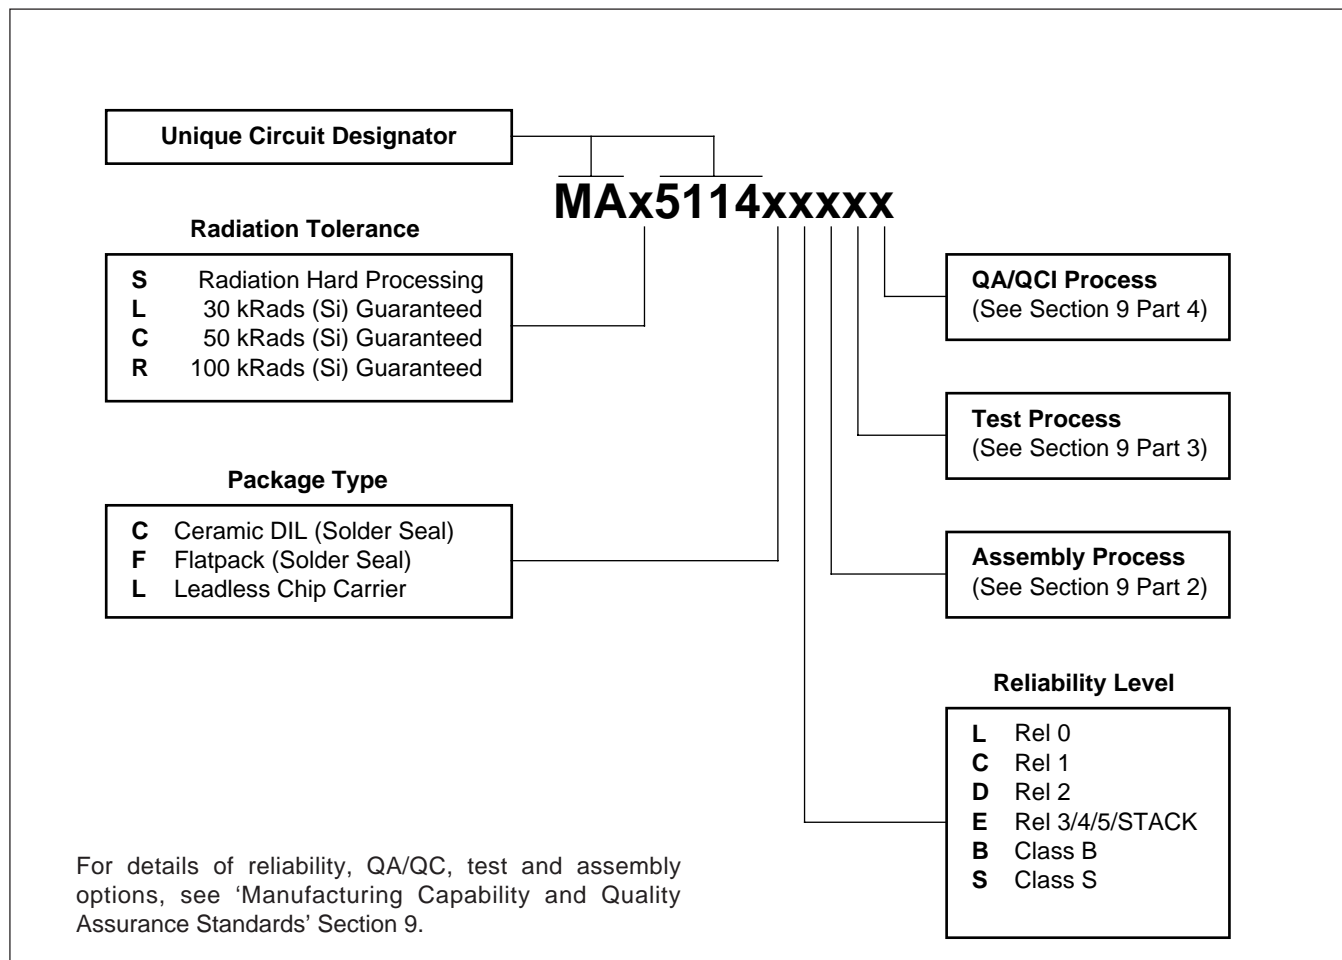 Unique Circuit Designator
MAx5114xxxxx
Radiation Tolerance
S Radiation Hard Processing
L 30 kRads (Si) Guaranteed
C 50 kRads (Si) Guaranteed
R 100 kRads (Si) Guaranteed
Package Type
C Ceramic DIL (Solder Seal)
F Flatpack (Solder Seal)
L Leadless Chip Carrier
QA/QCI Process
(See Section 9 Part 4)
Test Process
(See Section 9 Part 3)
Assembly Process
(See Section 9 Part 2)
Reliability Level
L Rel 0
C Rel 1
D Rel 2
E Rel 3/4/5/STACK
B Class B
S Class S
For details of reliability, QA/QC, test and assembly
options, see ‘Manufacturing Capability and Quality
Assurance Standards’ Section 9.